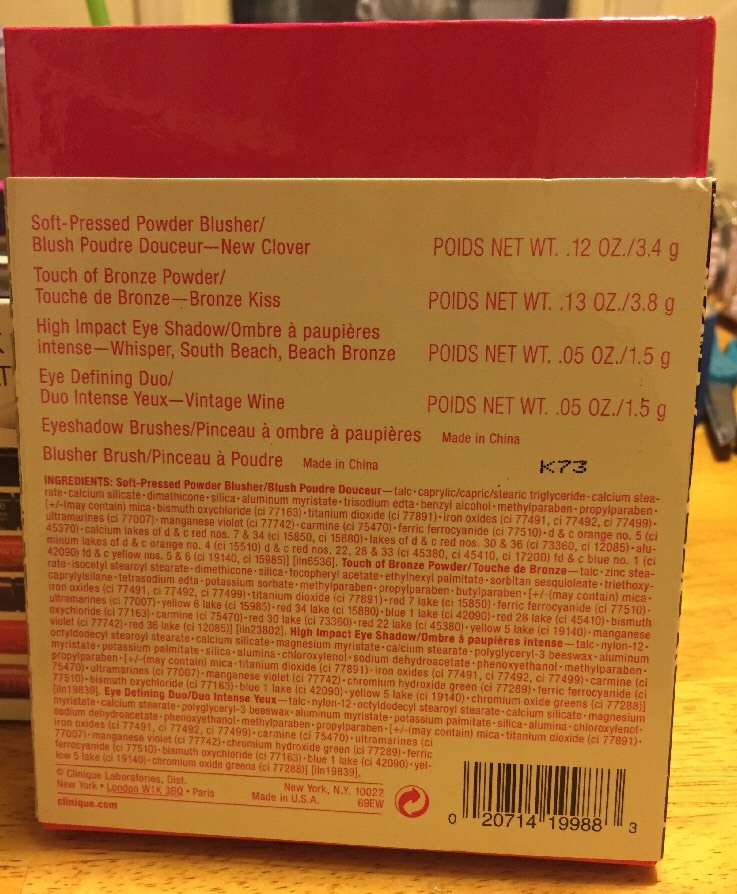 Soft-Pressed Powder Blusher/
Blush Poudre Douceur—New Clover POIDS NET WT. .12 OZ./3.4 g
Touch of Bronze Powder/
Touche de Bronze—Bronze Kiss POIDS NET WT. .13 OZ./3.8 g
High Impact Eye Shadow/Ombre à paupières
intense—Whisper, South Beach, Beach Bronze POIDS NET WT. .05 OZ./1.5 g
Eye Defining Duo/
Duo Intense Yeux—Vintage Wine POIDS NET WT. .05 OZ./1.5 g
Eyeshadow Brushes/Pinceau à ombre à paupières Made in China
Blusher Brush/Pinceau à Poudre Made in China
K73
INGREDIENTS: Soft-Pressed Powder Blusher/Blush Poudre Douceur—talc·caprylic/capric/stearic triglyceride·calcium stea-
rate·calcium silicate·dimethicone·silica·aluminum myristate·trisodium edta·benzyl alcohol·methylparaben·propylparaben·
[+/-(may contain) mica·bismuth oxychloride (ci 77163)·titanium dioxide (ci 77891)·iron oxides (ci 77491, ci 77492, ci 77499)·
ultramarines (ci 77007)·manganese violet (ci 77742)·carmine (ci 75470)·ferric ferrocyanide (ci 77510)·d & c orange no. 5 (ci
45370)·calcium lakes of d & c red nos. 7 & 34 (ci 15850, ci 15880)·lakes of d & c red nos. 30 & 36 (ci 73360, ci 12085)·alu-
minum lakes of d & c orange no. 4 (ci 15510) d & c red nos. 22, 28 & 33 (ci 45380, ci 45410, ci 17200) fd & c blue no. 1 (ci
42090) fd & c yellow nos. 5 & 6 (ci 19140, ci 15985)] [iln6536]. Touch of Bronze Powder/Touche de Bronze—talc·zinc stea-
rate·isocetyl stearoyl stearate·dimethicone·silica·tocopheryl acetate·ethylhexyl palmitate·sorbitan sesquioleate·triethoxy-
caprylylsilane·tetrasodium edta·potassium sorbate·methylparaben·propylparaben·butylparaben·[+/-(may contain) mica·
iron oxides (ci 77491, ci 77492, ci 77499)·titanium dioxide (ci 77891)·red 7 lake (ci 15850)·ferric ferrocyanide (ci 77510)·
ultramarines (ci 77007)·yellow 6 lake (ci 15985)·red 34 lake (ci 15880)·blue 1 lake (ci 42090)·red 28 lake (ci 45410)·bismuth
oxychloride (ci 77163)·carmine (ci 75470)·red 30 lake (ci 73360)·red 22 lake (ci 45380)·yellow 5 lake (ci 19140)·manganese
violet (ci 77742)·red 36 lake (ci 12085)] [iln23802]. High Impact Eye Shadow/Ombre à paupières intense—talc·nylon-12·
octyldodecyl stearoyl stearate·calcium silicate·magnesium myristate·calcium stearate·polyglyceryl-3 beeswax·aluminum
myristate·potassium palmitate·silica·alumina·chloroxylenol·sodium dehydroacetate·phenoxyethanol·methylparaben·
propylparaben·[+/-(may contain) mica·titanium dioxide (ci 77891)·iron oxides (ci 77491, ci 77492, ci 77499)·carmine (ci
75470)·ultramarines (ci 77007)·manganese violet (ci 77742)·chromium hydroxide green (ci 77289)·ferric ferrocyanide (ci
77510)·bismuth oxychloride (ci 77163)·blue 1 lake (ci 42090)·yellow 5 lake (ci 19140)·chromium oxide greens (ci 77288)]
[iln19839]. Eye Defining Duo/Duo Intense Yeux—talc·nylon-12·octyldodecyl stearoyl stearate·calcium silicate·magnesium
myristate·calcium stearate·polyglyceryl-3 beeswax·aluminum myristate·potassium palmitate·silica·alumina·chloroxylenol·
sodium dehydroacetate·phenoxyethanol·methylparaben·propylparaben·[+/-(may contain) mica·titanium dioxide (ci 77891)·
iron oxides (ci 77491, ci 77492, ci 77499)·carmine (ci 75470)·ultramarines (ci
77007)·manganese violet (ci 77742)·chromium hydroxide green (ci 77289)·ferric
ferrocyanide (ci 77510)·bismuth oxychloride (ci 77163)·blue 1 lake (ci 42090)·yel-
low 5 lake (ci 19140)·chromium oxide greens (ci 77288)] [iln19839].
© Clinique Laboratories, Dist. New York, N.Y. 10022
New York • London W1K 3BQ • Paris Made in U.S.A. 69EW
clinique.com
0 20714 19988 3